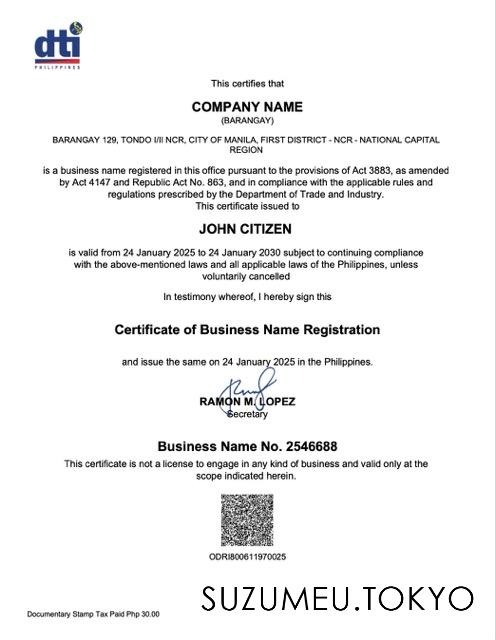 dti
PHILIPPINES
This certifies that
COMPANY NAME
(BARANGAY)
BARANGAY 129, TONDO I/II NCR, CITY OF MANILA, FIRST DISTRICT - NCR - NATIONAL CAPITAL
REGION
is a business name registered in this office pursuant to the provisions of Act 3883, as amended
by Act 4147 and Republic Act No. 863, and in compliance with the applicable rules and
regulations prescribed by the Department of Trade and Industry.
This certificate issued to
JOHN CITIZEN
is valid from 24 January 2025 to 24 January 2030 subject to continuing compliance
with the above-mentioned laws and all applicable laws of the Philippines, unless
voluntarily cancelled
In testimony whereof, I hereby sign this
Certificate of Business Name Registration
and issue the same on 24 January 2025 in the Philippines.
RAMON M. LOPEZ
Secretary
Business Name No. 2546688
This certificate is not a license to engage in any kind of business and valid only at the
scope indicated herein.
ODRI800611970025
SUZUMEU.TOKYO
Documentary Stamp Tax Paid Php 30.00